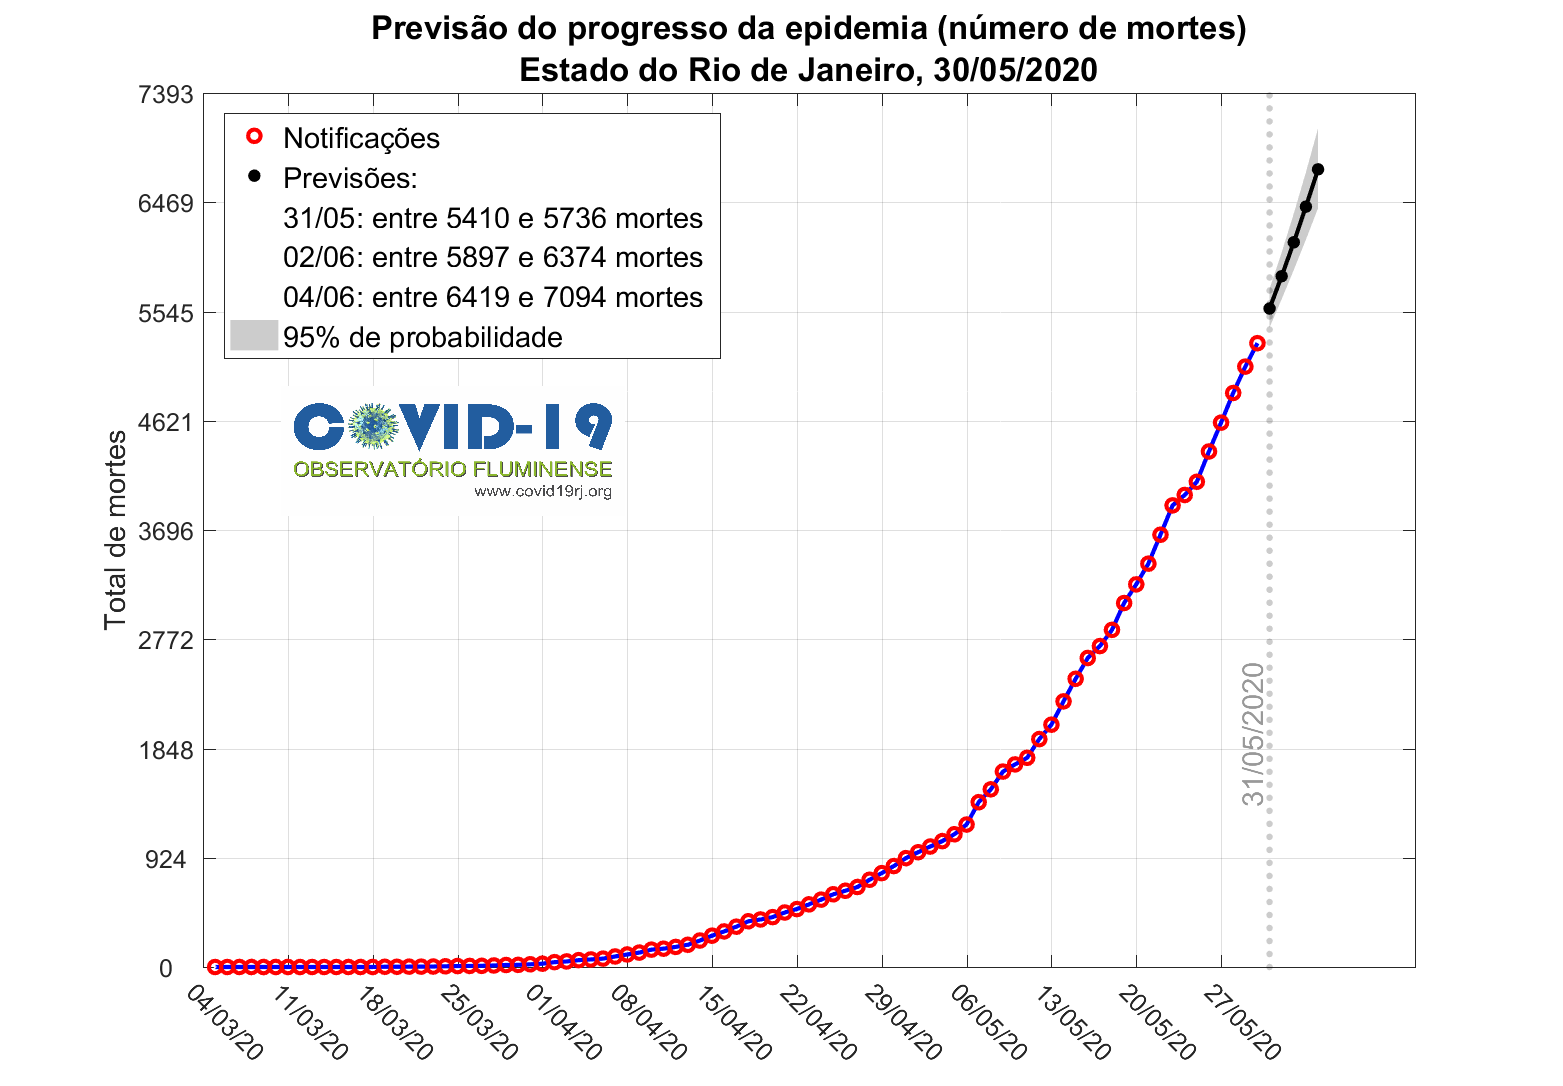 Previsão do progresso da epidemia (número de mortes)
Estado do Rio de Janeiro, 30/05/2020
7393
6469
5545
4621
3696
2772
1848
924
0
Total de mortes
Notificações
Previsões:
31/05: entre 5410 e 5736 mortes
02/06: entre 5897 e 6374 mortes
04/06: entre 6419 e 7094 mortes
95% de probabilidade
COVID-19
OBSERVATÓRIO FLUMINENSE
www.covid19rj.org
31/05/2020
04/03/20
11/03/20
18/03/20
25/03/20
01/04/20
08/04/20
15/04/20
22/04/20
29/04/20
06/05/20
13/05/20
20/05/20
27/05/20